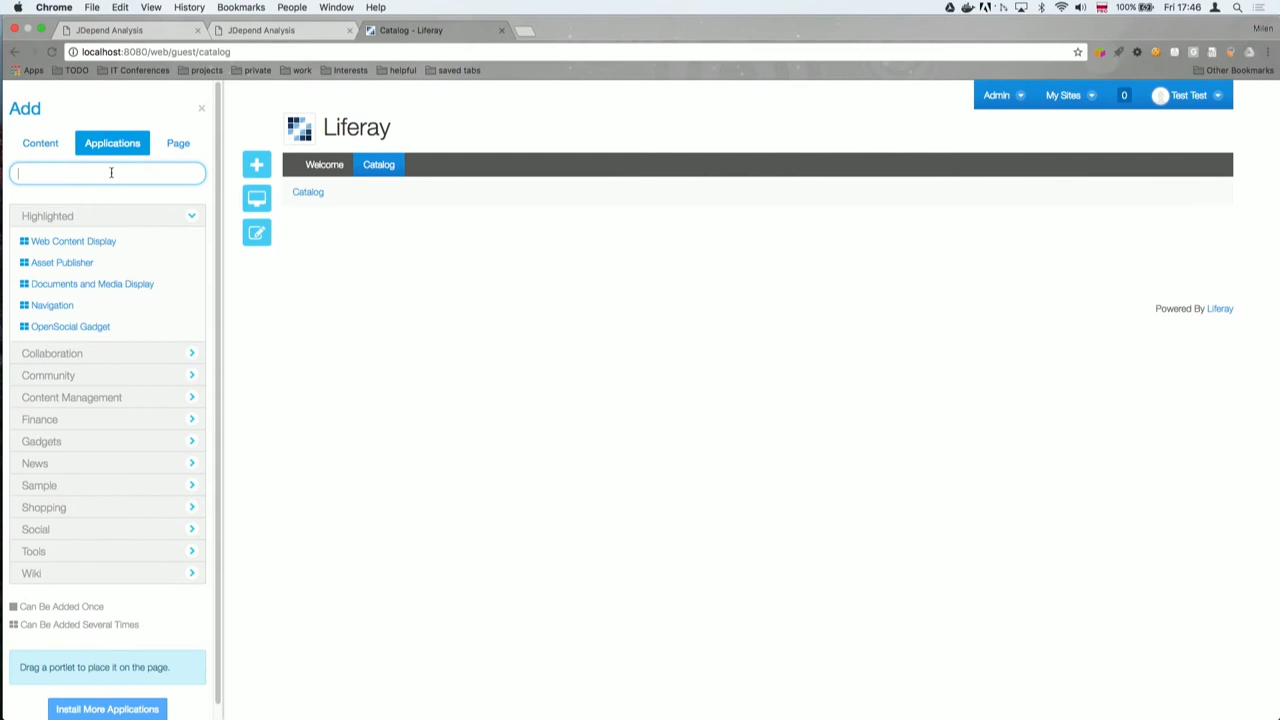 Chrome File Edit View History Bookmarks People Window Help 100% Fri 17:46
JDepend Analysis JDepend Analysis Catalog - Liferay Milen
localhost:8080/web/guest/catalog
Apps TODO IT Conferences projects private work Interests helpful saved tabs Other Bookmarks
Add
Admin My Sites 0 Test Test
Liferay
Content Applications Page
Welcome Catalog
Catalog
Highlighted
Web Content Display
Asset Publisher
Documents and Media Display
Navigation
OpenSocial Gadget
Powered By Liferay
Collaboration
Community
Content Management
Finance
Gadgets
News
Sample
Shopping
Social
Tools
Wiki
Can Be Added Once
Can Be Added Several Times
Drag a portlet to place it on the page.
Install More Applications